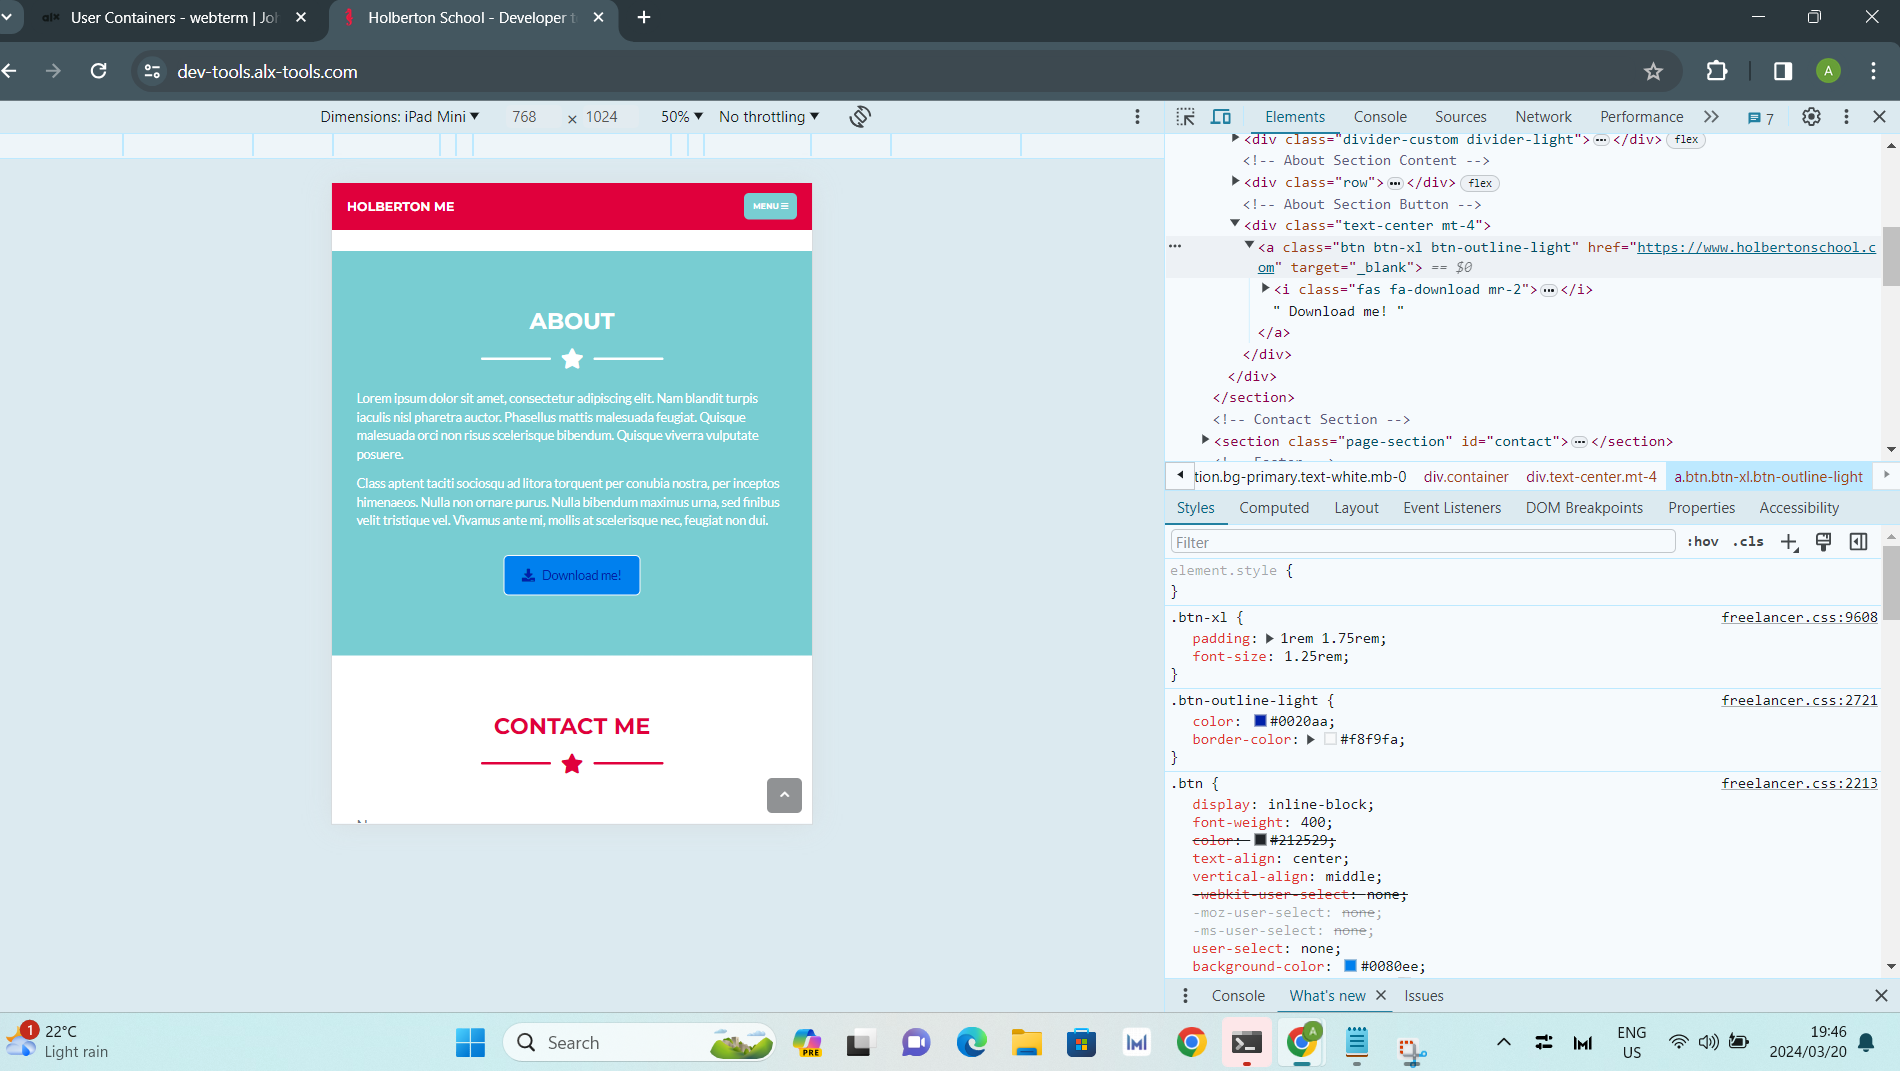 User Containers - webterm | Joh
Holberton School - Developer t
dev-tools.alx-tools.com
A
Dimensions: iPad Mini
768 × 1024
50%
No throttling
Elements
Console
Sources
Network
Performance
7
HOLBERTON ME
MENU
ABOUT
Lorem ipsum dolor sit amet, consectetur adipiscing elit. Nam blandit turpis
iaculis nisl pharetra auctor. Phasellus mattis malesuada feugiat. Quisque
malesuada orci non risus scelerisque bibendum. Quisque viverra vulputate
posuere.
Class aptent taciti sociosqu ad litora torquent per conubia nostra, per inceptos
himenaeos. Nulla non ornare purus. Nulla bibendum maximus urna, sed finibus
velit tristique vel. Vivamus ante mi, mollis at scelerisque nec, feugiat non dui.
Download me!
CONTACT ME
<div class="divider-custom divider-light"> ... </div> flex
<!-- About Section Content -->
<div class="row"> ... </div> flex
<!-- About Section Button -->
<div class="text-center mt-4">
<a class="btn btn-xl btn-outline-light" href="https://www.holbertonschool.c
om" target="_blank"> == $0
<i class="fas fa-download mr-2"> ... </i>
" Download me! "
</a>
</div>
</div>
</section>
<!-- Contact Section -->
<section class="page-section" id="contact"> ... </section>
tion.bg-primary.text-white.mb-0 div.container div.text-center.mt-4 a.btn.btn-xl.btn-outline-light
Styles Computed Layout Event Listeners DOM Breakpoints Properties Accessibility
Filter :hov .cls
element.style {
}
.btn-xl { freelancer.css:9608
padding: 1rem 1.75rem;
font-size: 1.25rem;
}
.btn-outline-light { freelancer.css:2721
color: #0020aa;
border-color: #f8f9fa;
}
.btn { freelancer.css:2213
display: inline-block;
font-weight: 400;
color: #212529;
text-align: center;
vertical-align: middle;
-webkit-user-select: none;
-moz-user-select: none;
-ms-user-select: none;
user-select: none;
background-color: #0080ee;
Console What's new Issues
1
22°C
Light rain
Search
PRE
A
ENG
US
19:46
2024/03/20